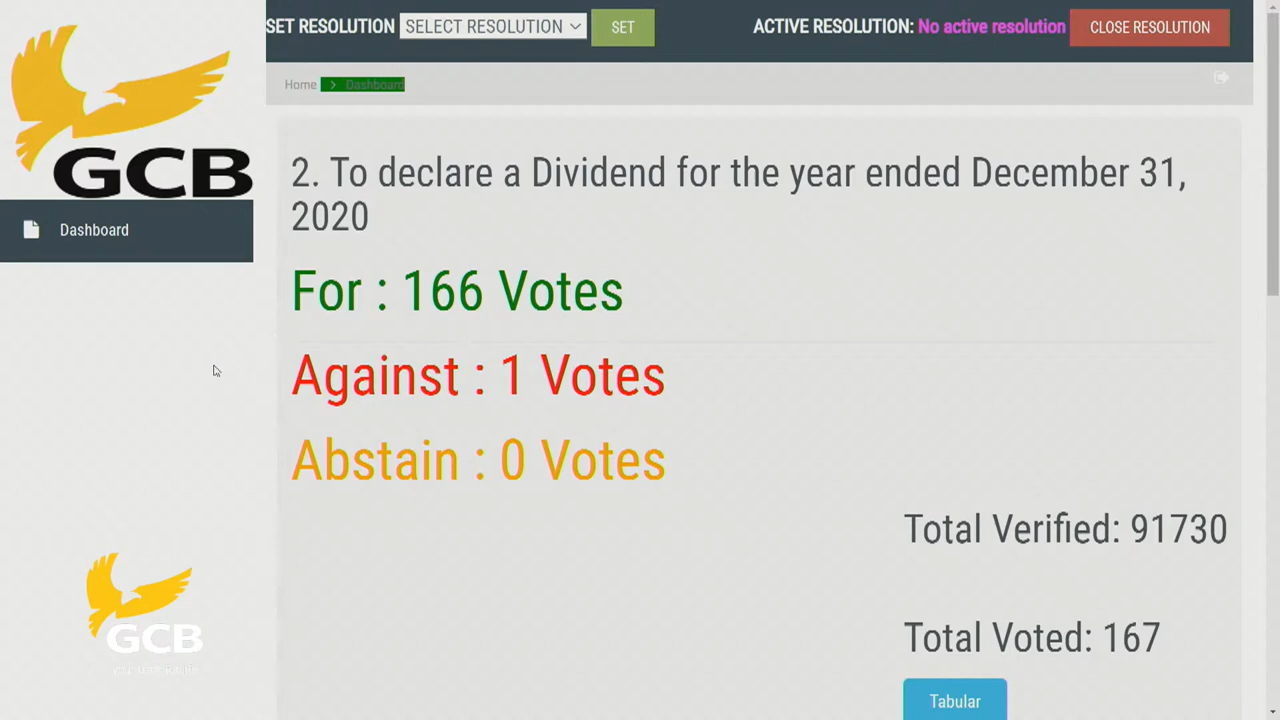 SET RESOLUTION SELECT RESOLUTION SET ACTIVE RESOLUTION: No active resolution CLOSE RESOLUTION
Home > Dashboard
GCB
Dashboard
2. To declare a Dividend for the year ended December 31,
2020
For : 166 Votes
Against : 1 Votes
Abstain : 0 Votes
Total Verified: 91730
Total Voted: 167
Tabular
GCB